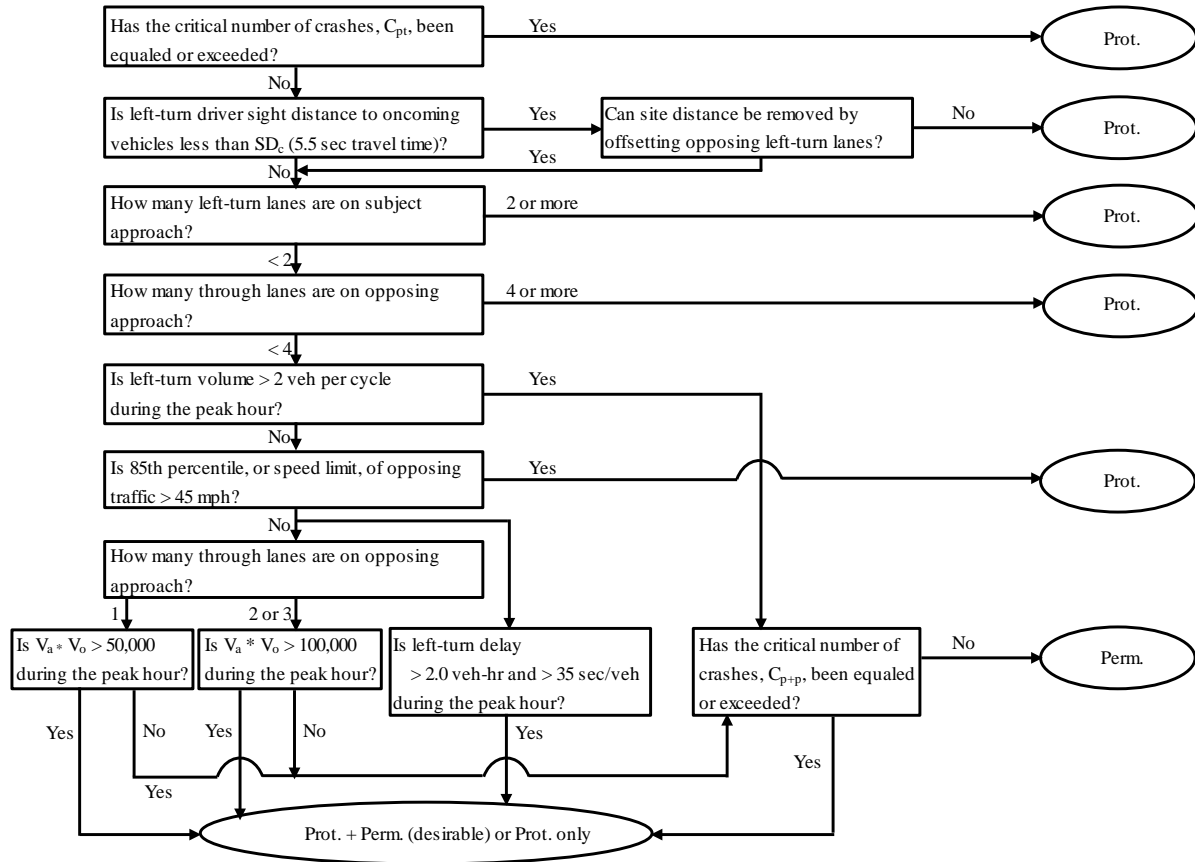 Has the critical number of crashes, Cpt, been
equaled or exceeded?
Yes
Prot.
No
Is left-turn driver sight distance to oncoming
vehicles less than SDc (5.5 sec travel time)?
Yes
Can site distance be removed by
offsetting opposing left-turn lanes?
No
Prot.
Yes
No
How many left-turn lanes are on subject
approach?
2 or more
Prot.
< 2
How many through lanes are on opposing
approach?
4 or more
Prot.
< 4
Is left-turn volume > 2 veh per cycle
during the peak hour?
Yes
No
Is 85th percentile, or speed limit, of opposing
traffic > 45 mph?
Yes
Prot.
No
How many through lanes are on opposing
approach?
1
2 or 3
Is Va * Vo > 50,000
during the peak hour?
Is Va * Vo > 100,000
during the peak hour?
Is left-turn delay
> 2.0 veh-hr and > 35 sec/veh
during the peak hour?
Has the critical number of
crashes, Cp+p, been equaled
or exceeded?
No
Perm.
Yes
No
Yes
No
Yes
Yes
Yes
Prot. + Perm. (desirable) or Prot. only